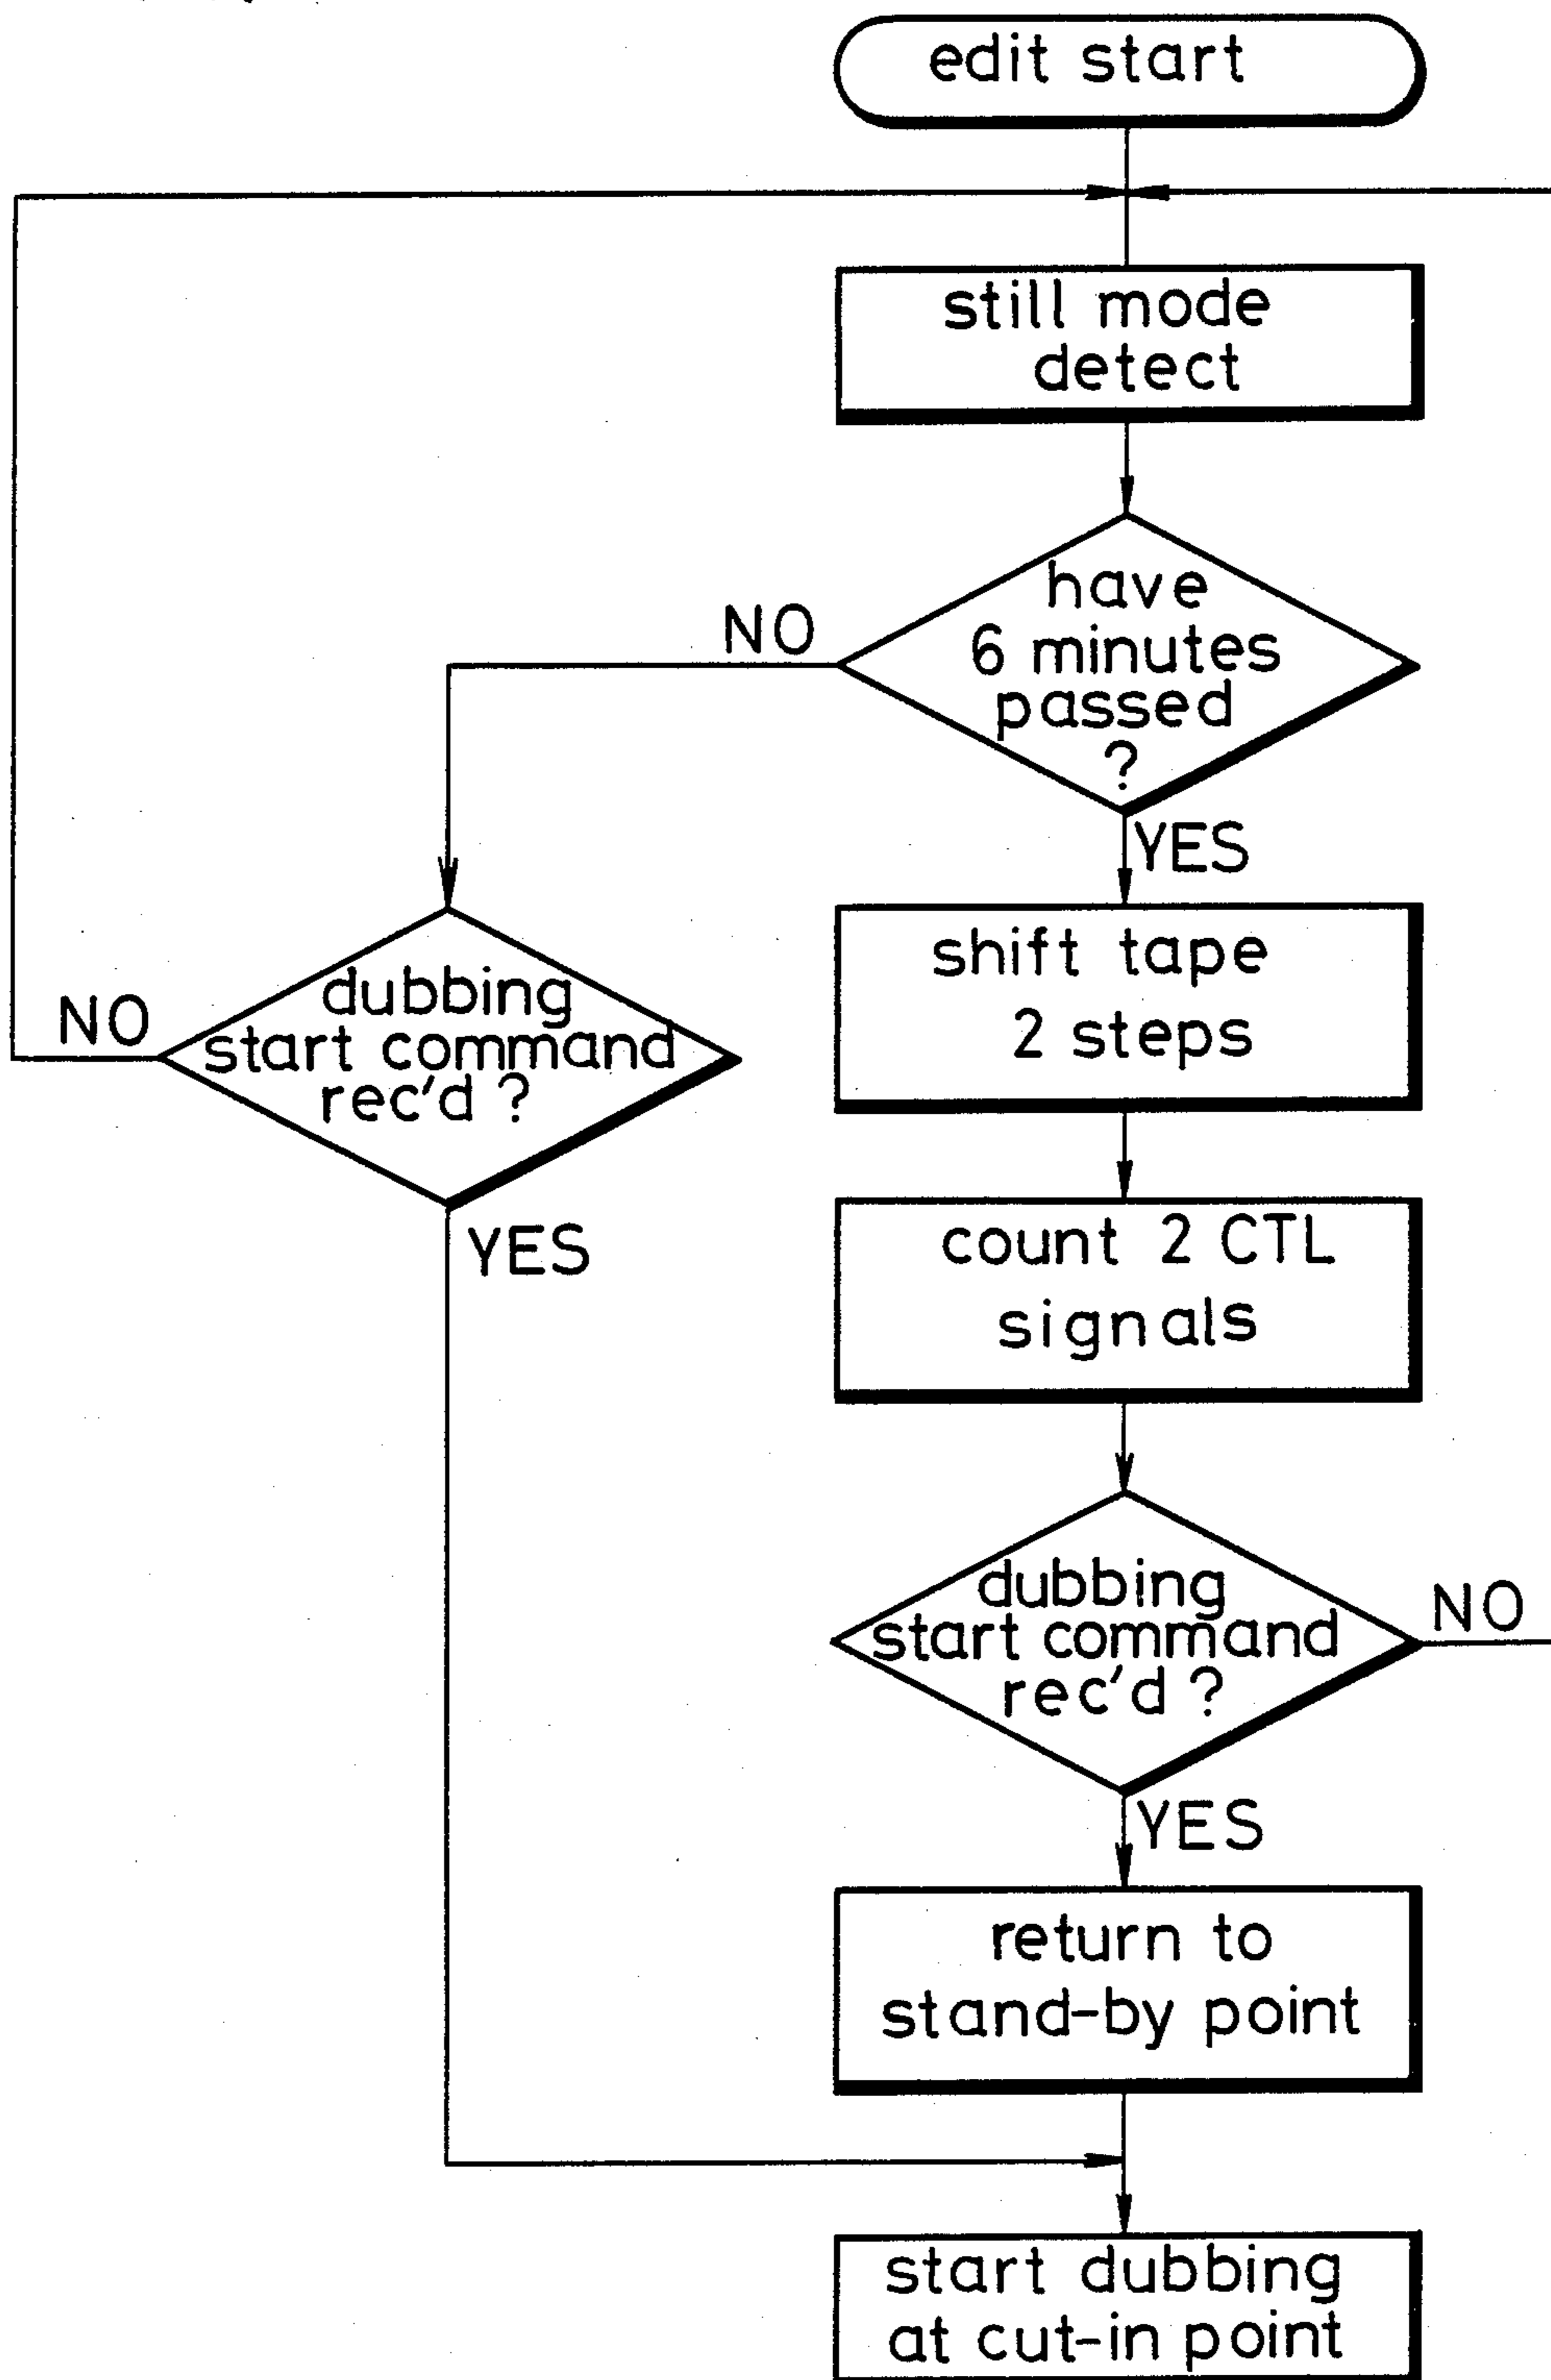 edit start
still mode
detect
have
6 minutes
passed
?
NO
YES
shift tape
2 steps
dubbing
start command
rec'd ?
NO
YES
count 2 CTL
signals
dubbing
start command
rec'd ?
NO
YES
return to
stand-by point
start dubbing
at cut-in point